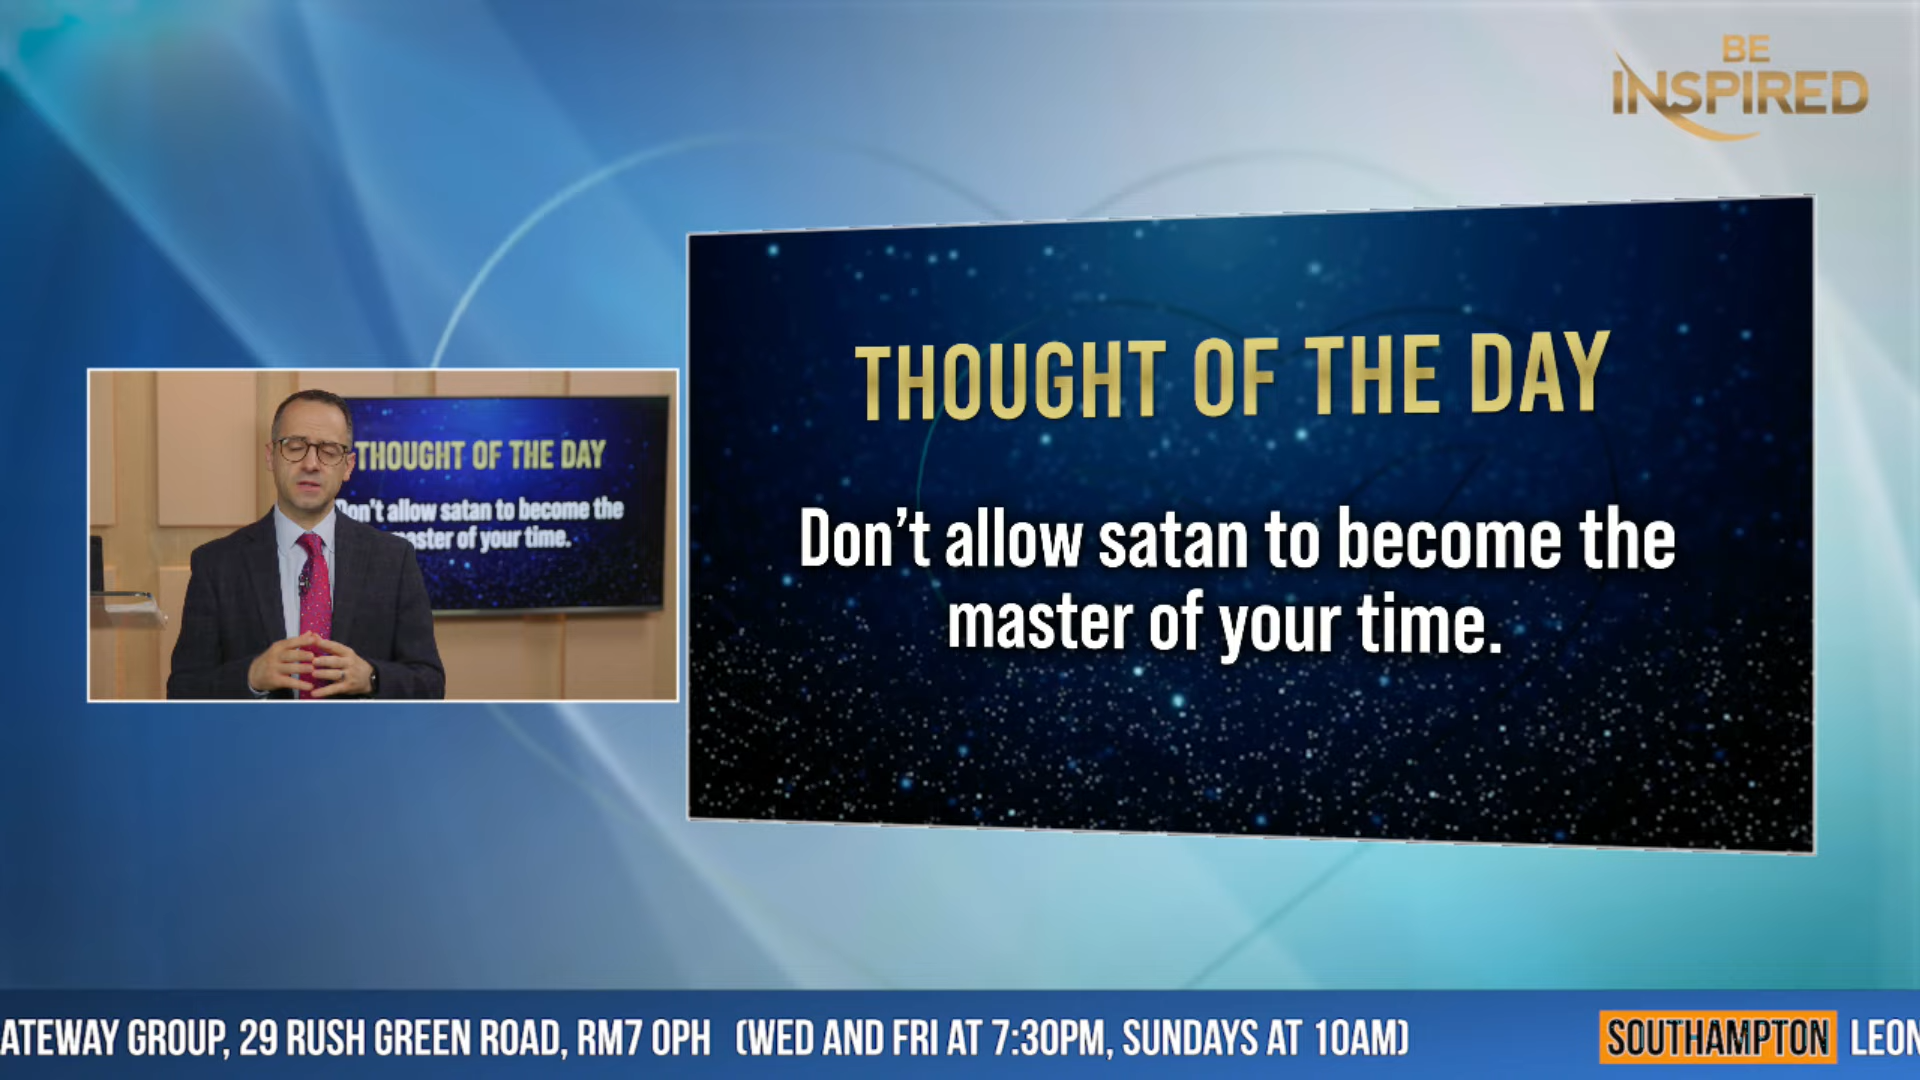 BE
INSPIRED
THOUGHT OF THE DAY
Don't allow satan to become the
master of your time.
THOUGHT OF THE DAY
Don't allow satan to become the
master of your time.
ATEWAY GROUP, 29 RUSH GREEN ROAD, RM7 0PH (WED AND FRI AT 7:30PM, SUNDAYS AT 10AM)
SOUTHAMPTON LEON